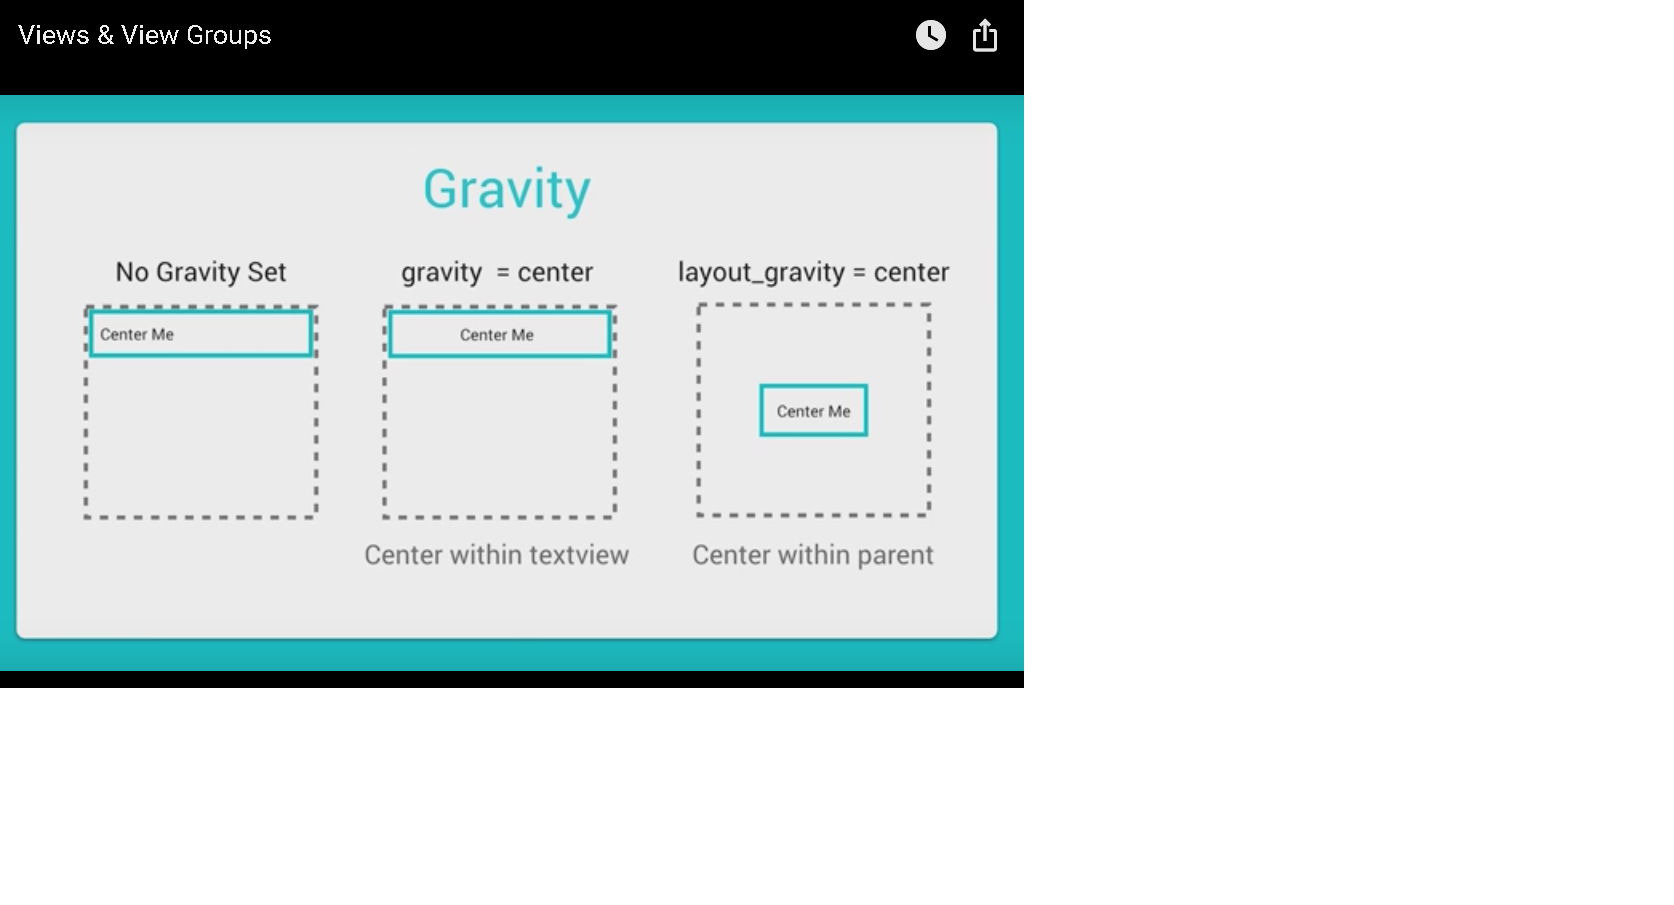 Views & View Groups
Gravity
No Gravity Set
gravity = center
layout_gravity = center
Center Me
Center Me
Center Me
Center within textview
Center within parent